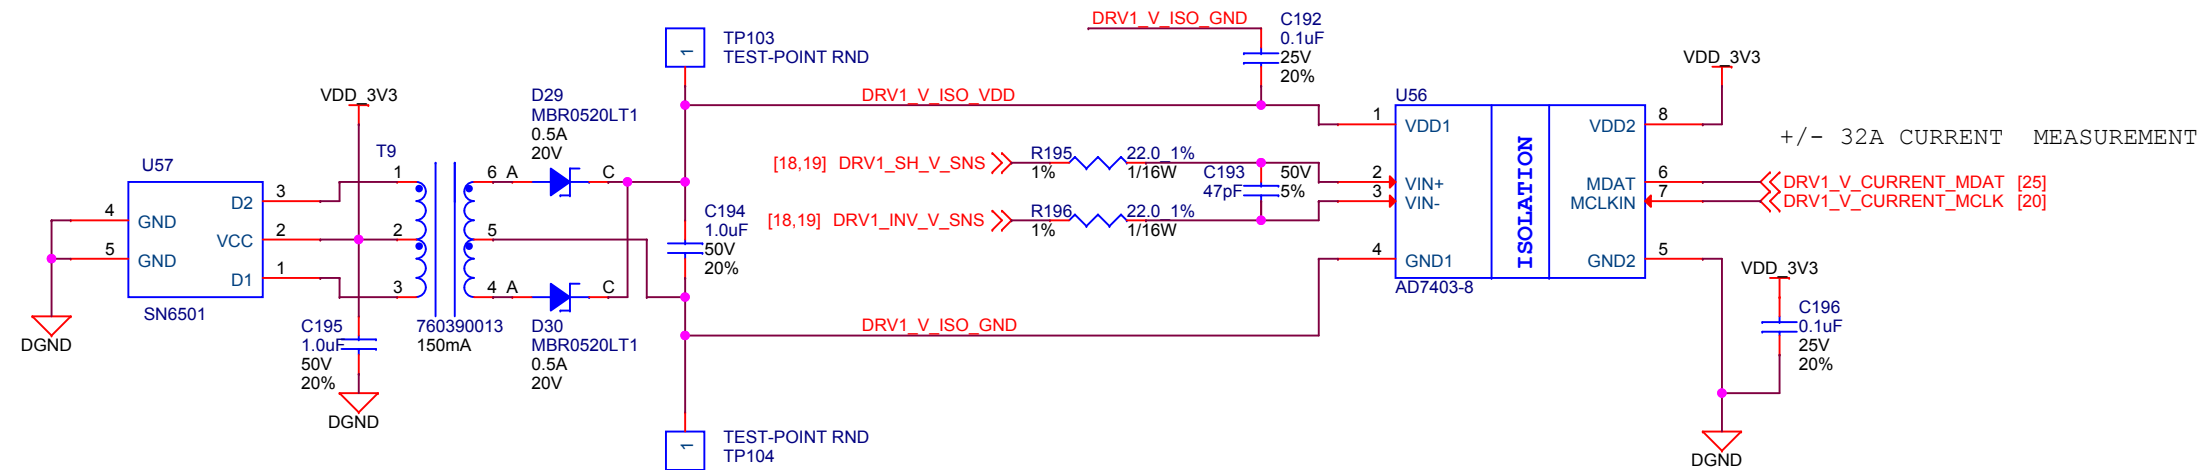 DRV1_V_ISO_GND
C192
0.1uF
25V
20%
TP103
TEST-POINT RND
1
VDD_3V3
D29
MBR0520LT1
0.5A
20V
DRV1_V_ISO_VDD
U56
VDD_3V3
1
VDD1
VDD2
8
+/- 32A CURRENT MEASUREMENT
U57
T9
1
6
A
C
[18,19] DRV1_SH_V_SNS
R195
1%
22.0_1%
1/16W
C193
47pF
50V
5%
2
VIN+
3
VIN-
ISOLATION
MDAT
6
MCLKIN
7
DRV1_V_CURRENT_MDAT [25]
DRV1_V_CURRENT_MCLK [20]
D2
3
4
GND
VCC
2
2
5
5
GND
D1
1
3
4
A
C
C194
1.0uF
50V
20%
[18,19] DRV1_INV_V_SNS
R196
1%
22.0_1%
1/16W
4
GND1
GND2
5
AD7403-8
VDD_3V3
SN6501
DGND
C195
1.0uF
50V
20%
DGND
760390013
150mA
D30
MBR0520LT1
0.5A
20V
DRV1_V_ISO_GND
C196
0.1uF
25V
20%
1
TEST-POINT RND
TP104
DGND